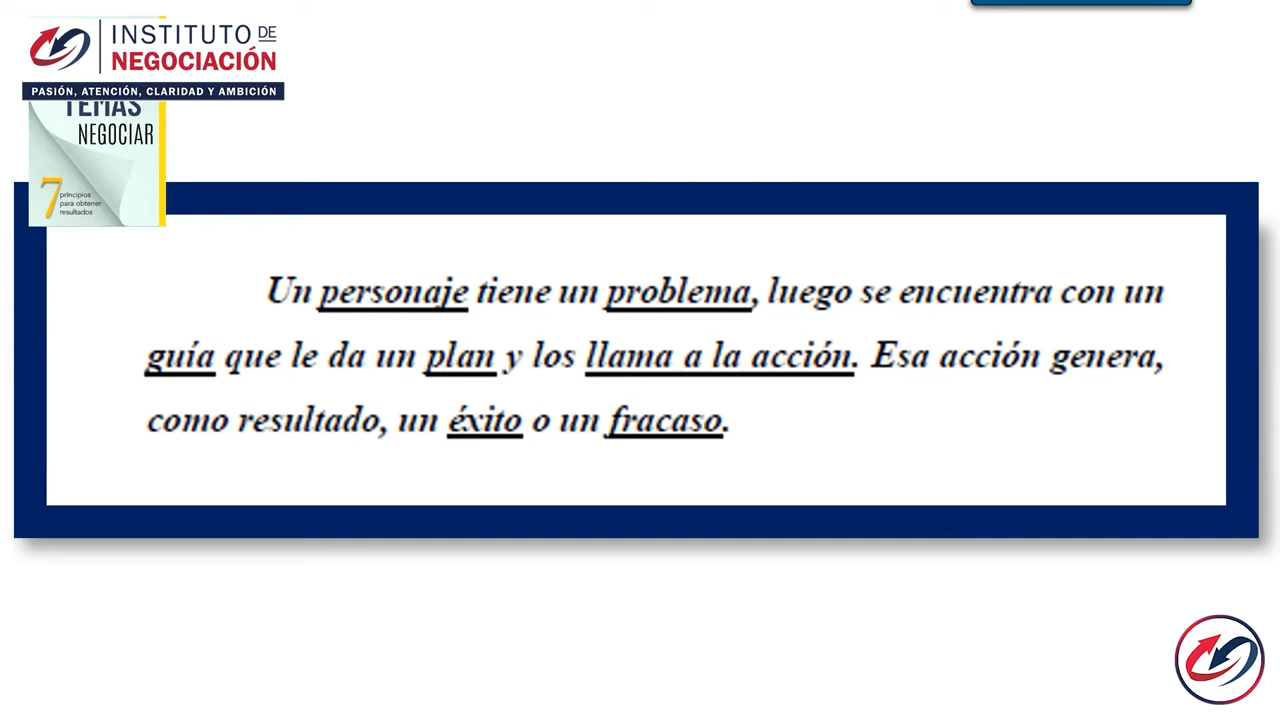 INSTITUTO DE
NEGOCIACIÓN
PASIÓN, ATENCIÓN, CLARIDAD Y AMBICIÓN
TEMAS
NEGOCIAR
7 principios
para obtener
resultados
Un personaje tiene un problema, luego se encuentra con un
guía que le da un plan y los llama a la acción. Esa acción genera,
como resultado, un éxito o un fracaso.